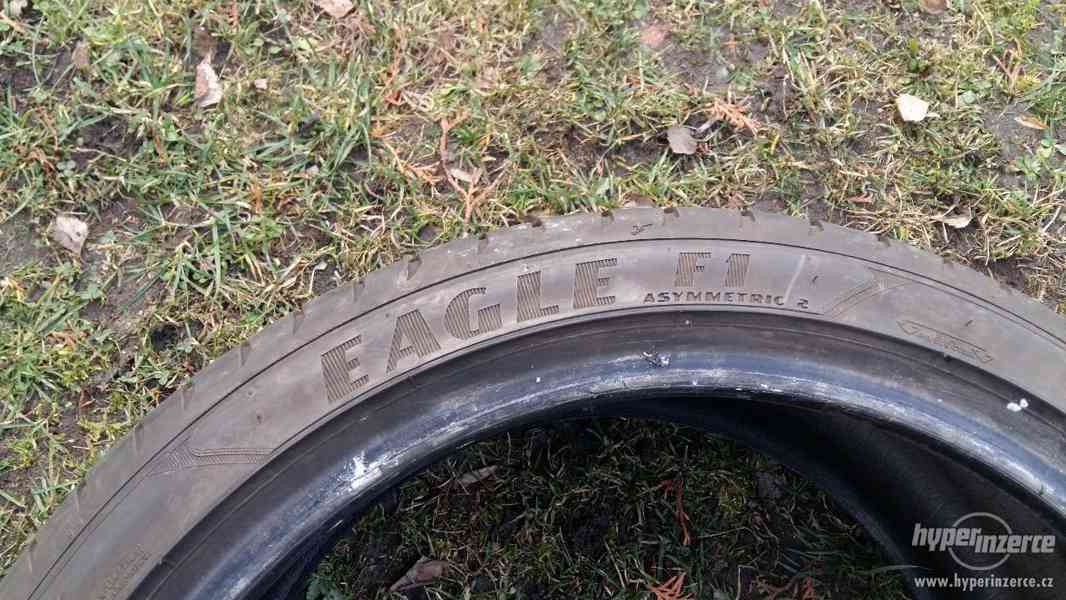 EAGLE F1
ASYMMETRIC 2
hyperinzerce
www.hyperinzerce.cz